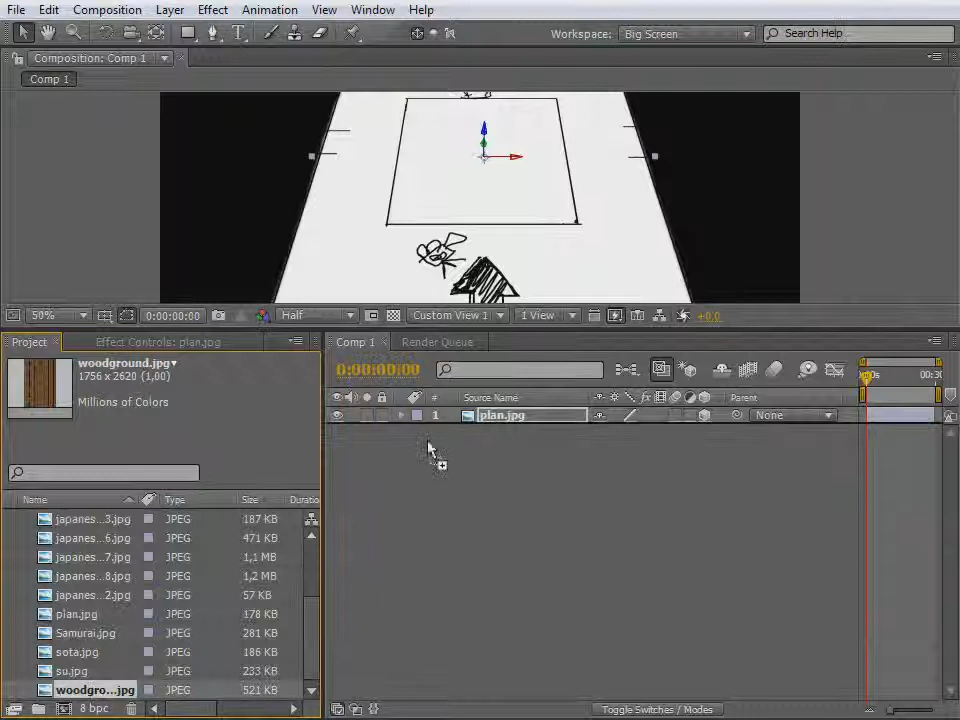 File Edit Composition Layer Effect Animation View Window Help
Workspace: Big Screen Search Help
Composition: Comp 1
Comp 1
50% 0:00:00:00 Half Custom View 1 1 View +0,0
Project Effect Controls: plan.jpg
woodground.jpg
1756 x 2620 (1,00)
Millions of Colors
Name Type Size Duratio
japanes...3.jpg JPEG 187 KB
japanes...6.jpg JPEG 471 KB
japanes...7.jpg JPEG 1,1 MB
japanes...8.jpg JPEG 1,2 MB
japanes...2.jpg JPEG 57 KB
plan.jpg JPEG 178 KB
Samurai.jpg JPEG 281 KB
sota.jpg JPEG 186 KB
su.jpg JPEG 233 KB
woodgro...jpg JPEG 521 KB
8 bpc
Comp 1 Render Queue
0:00:00:00 00:30
# Source Name Parent
1 plan.jpg None
Toggle Switches / Modes